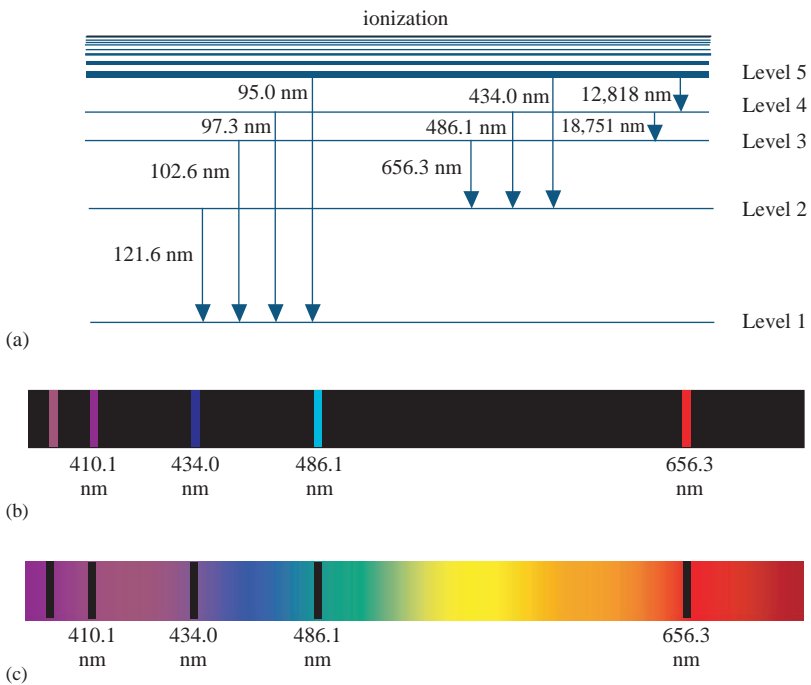 ionization
Level 5
95.0 nm
434.0 nm
12,818 nm
Level 4
97.3 nm
486.1 nm
18,751 nm
Level 3
102.6 nm
656.3 nm
Level 2
121.6 nm
Level 1
(a)
410.1 434.0 486.1 656.3
nm nm nm nm
(b)
410.1 434.0 486.1 656.3
nm nm nm nm
(c)